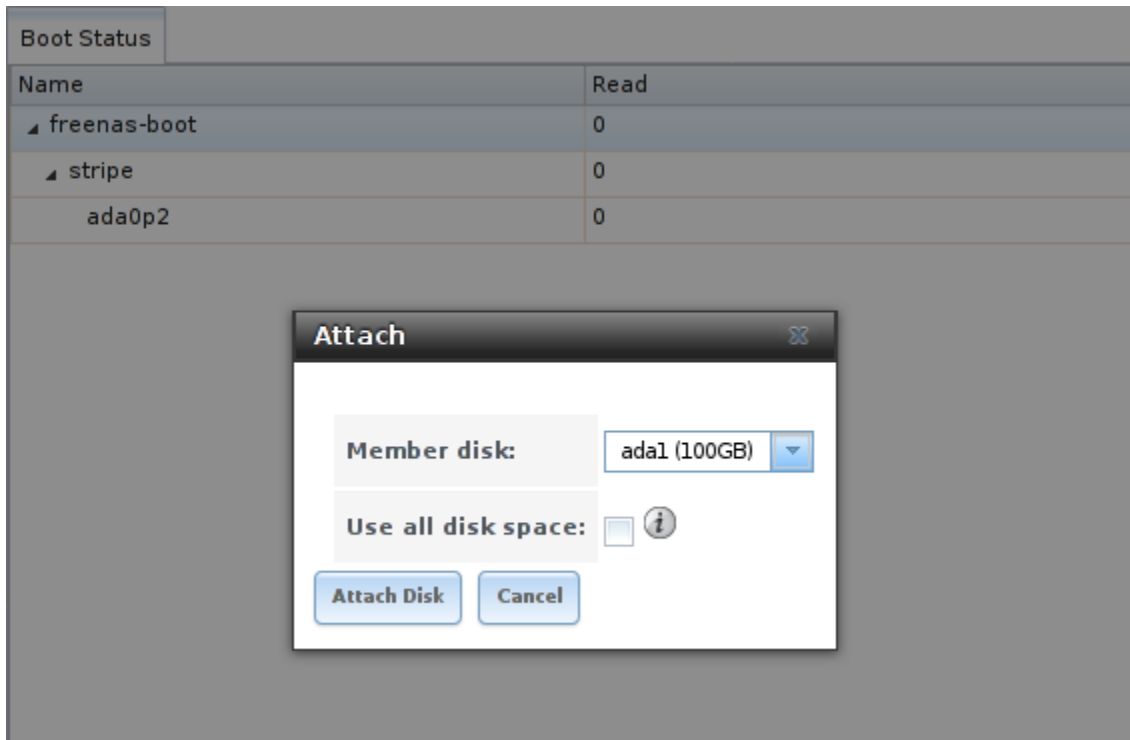 Boot Status
Name Read
freenas-boot 0
stripe 0
ada0p2 0
Attach
Member disk: ada1 (100GB)
Use all disk space: i
Attach Disk Cancel